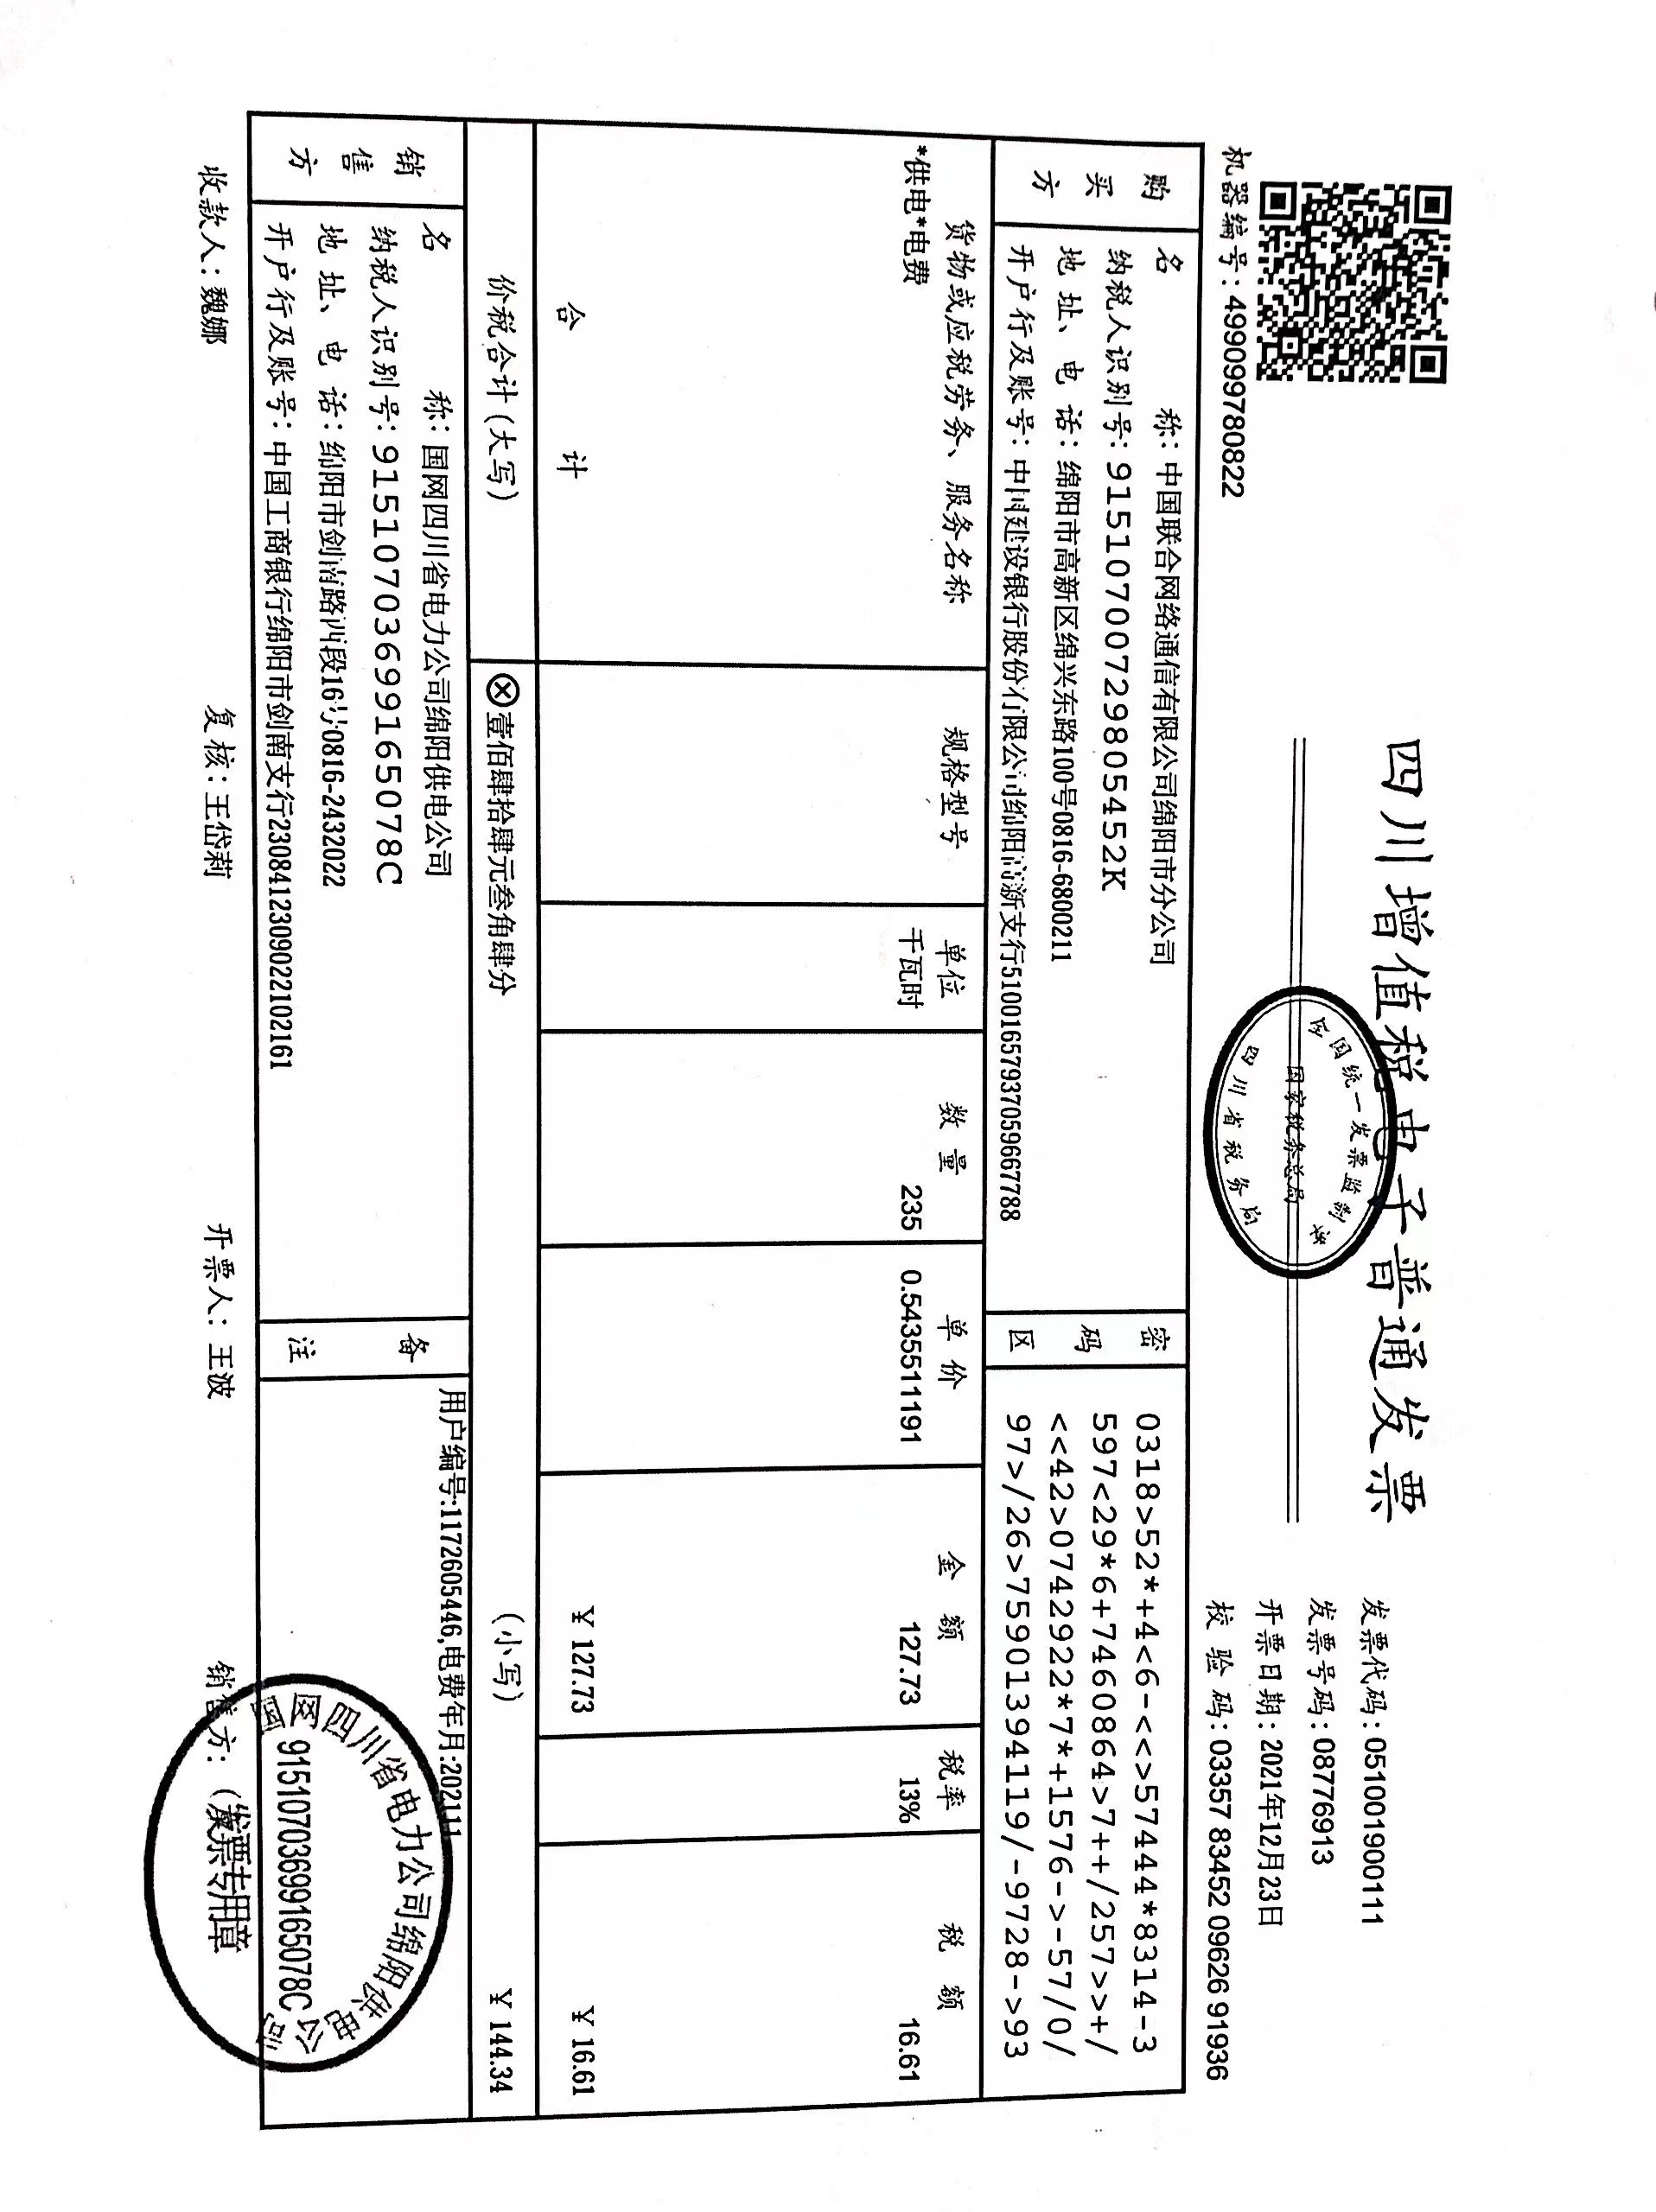 四川增值税电子普通发票
全国统一发票监制章
国家税务总局
四川省税务局
发票代码:051001900111
发票号码:08776913
开票日期:2021年12月23日
校 验 码:03357 83452 09626 91936
机器编号:499099780822
购买方
名 称:中国联合网络通信有限公司绵阳市分公司
纳税人识别号:91510700729805452K
地 址、电 话:绵阳市高新区绵兴东路100号0816-6800211
开户行及账号:中国建设银行股份有限公司绵阳高新支行51001657937059667788
密码区
0318>52*+4<6-<<>57444*8314-3
597<29*6+7460864>7++/257>>+/
<<42>0742922*7*+1576->-57/0/
97>/26>75901394119/-9728->93
货物或应税劳务、服务名称 规格型号 单位 数 量 单 价 金 额 税率 税 额
*供电*电费 千瓦时 235 0.5435511191 127.73 13% 16.61
合 计 ¥ 127.73 ¥ 16.61
价税合计(大写) ⊗壹佰肆拾肆元叁角肆分 (小写) ¥ 144.34
销售方
名 称:国网四川省电力公司绵阳供电公司
纳税人识别号:91510703699165078C
地 址、电 话:绵阳市剑南路四段16号0816-2432022
开户行及账号:中国工商银行绵阳市剑南支行2308412309022102161
备注
用户编号:1172605446,电费年月:202111
国网四川省电力公司绵阳供电公司
91510703699165078C
发票专用章
收款人:魏娜 复核:王岱莉 开票人:王波 销售方:(章)